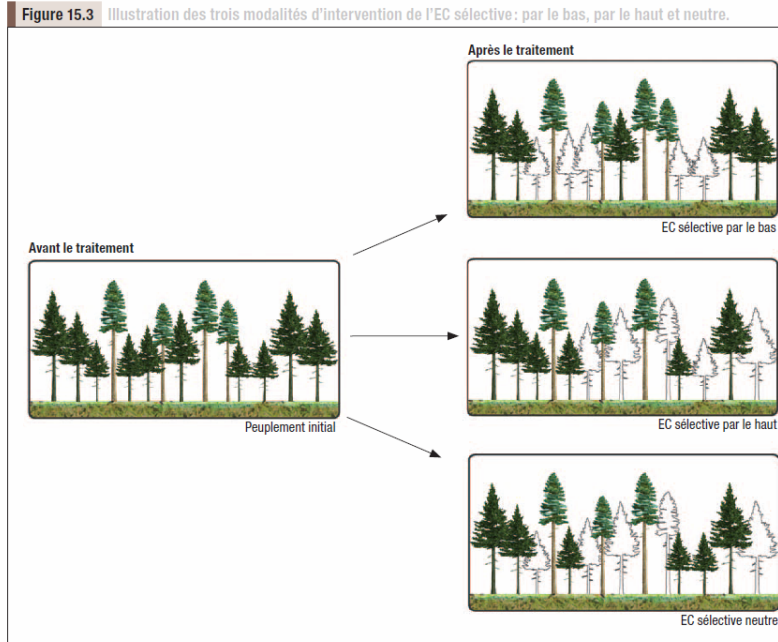 Figure 15.3 Illustration des trois modalités d'intervention de l'EC sélective : par le bas, par le haut et neutre.
Après le traitement
EC sélective par le bas
Avant le traitement
Peuplement initial
EC sélective par le haut
EC sélective neutre